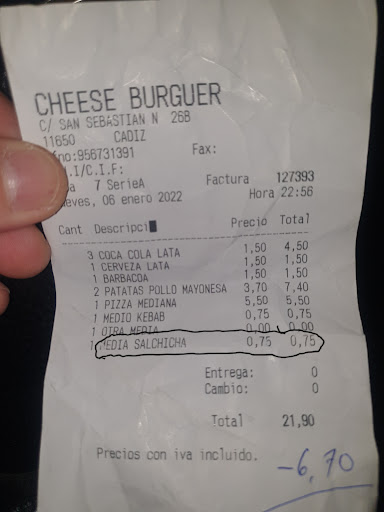 CHEESE BURGUER
C/ SAN SEBASTIAN N 26B
11650 CADIZ
no:956731391 Fax:
.I/C.I.F:
a 7 SerieA Factura 127393
eves, 06 enero 2022 Hora 22:56
Cant Descripci Precio Total
3 COCA COLA LATA 1,50 4,50
1 CERVEZA LATA 1,50 1,50
1 BARBACOA 1,50 1,50
2 PATATAS POLLO MAYONESA 3,70 7,40
1 PIZZA MEDIANA 5,50 5,50
1 MEDIO KEBAB 0,75 0,75
1 OTRA MEDIA 0,00 0,00
1 MEDIA SALCHICHA 0,75 0,75
Entrega: 0
Cambio: 0
Total 21,90
Precios con iva incluido.
-6,70